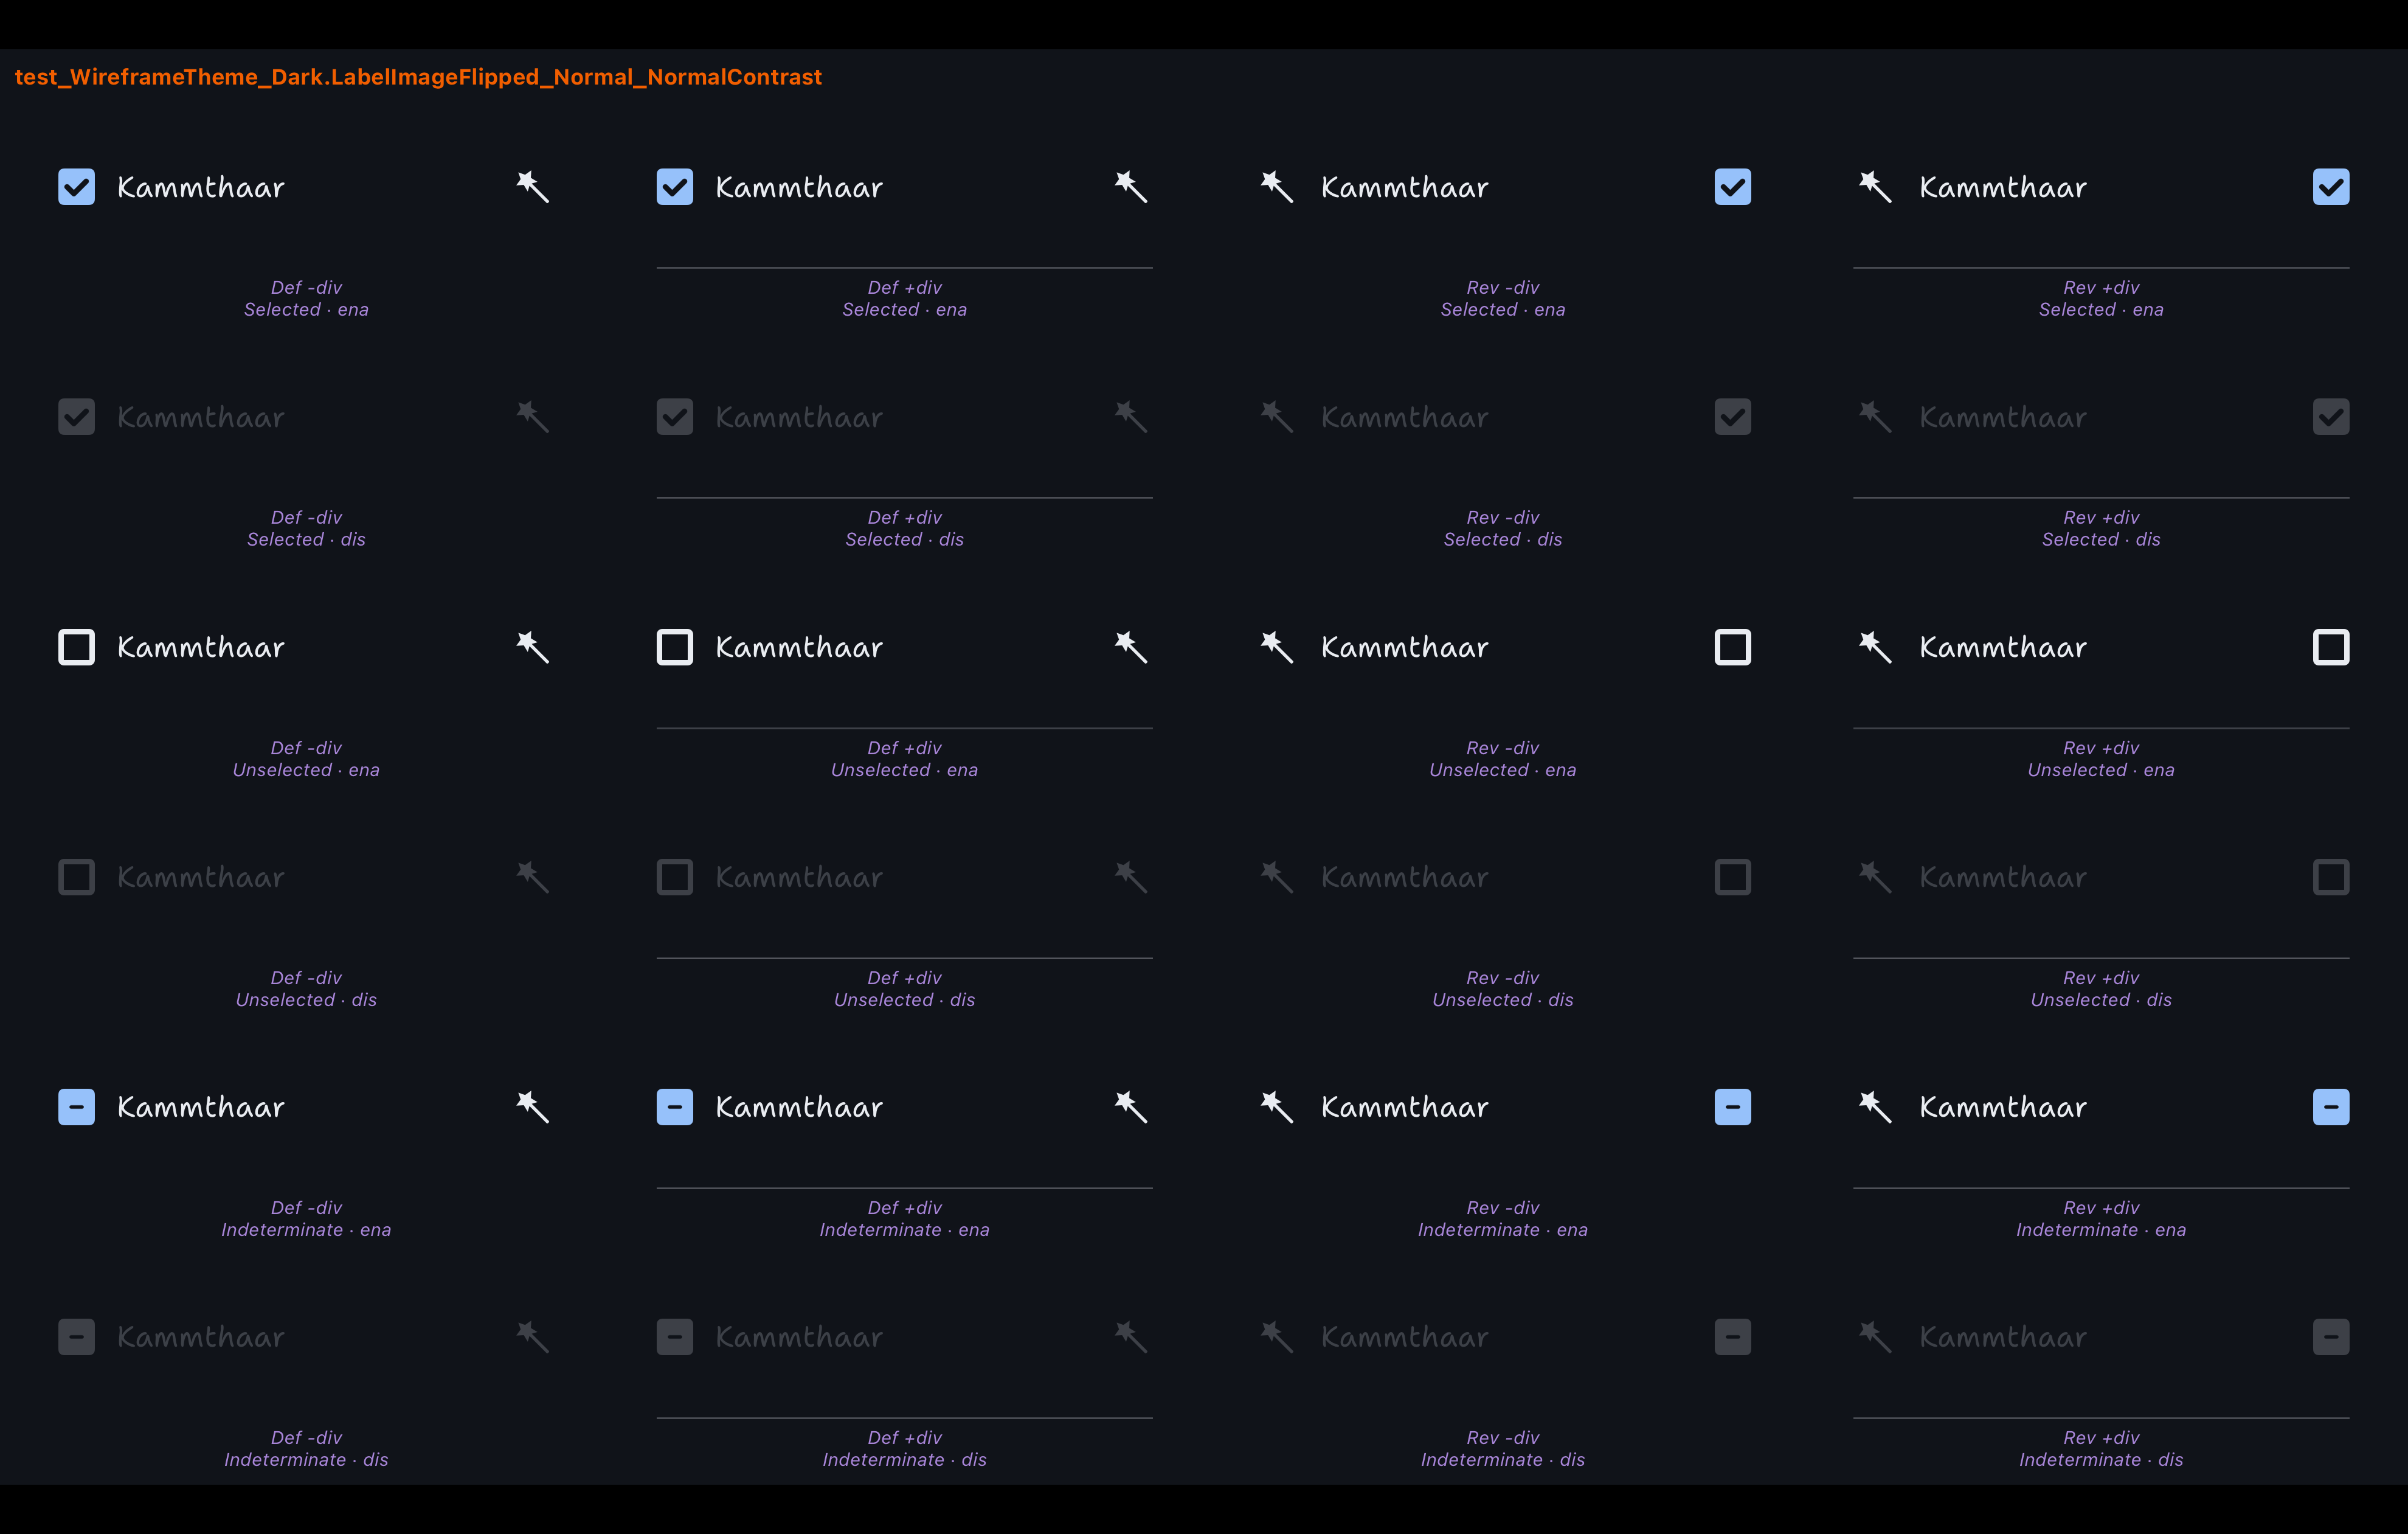 test_WireframeTheme_Dark.LabelImageFlipped_Normal_NormalContrast
Kammthaar
Kammthaar
Kammthaar
Kammthaar
Def -div
Selected · ena
Def +div
Selected · ena
Rev -div
Selected · ena
Rev +div
Selected · ena
Kammthaar
Kammthaar
Kammthaar
Kammthaar
Def -div
Selected · dis
Def +div
Selected · dis
Rev -div
Selected · dis
Rev +div
Selected · dis
Kammthaar
Kammthaar
Kammthaar
Kammthaar
Def -div
Unselected · ena
Def +div
Unselected · ena
Rev -div
Unselected · ena
Rev +div
Unselected · ena
Kammthaar
Kammthaar
Kammthaar
Kammthaar
Def -div
Unselected · dis
Def +div
Unselected · dis
Rev -div
Unselected · dis
Rev +div
Unselected · dis
Kammthaar
Kammthaar
Kammthaar
Kammthaar
Def -div
Indeterminate · ena
Def +div
Indeterminate · ena
Rev -div
Indeterminate · ena
Rev +div
Indeterminate · ena
Kammthaar
Kammthaar
Kammthaar
Kammthaar
Def -div
Indeterminate · dis
Def +div
Indeterminate · dis
Rev -div
Indeterminate · dis
Rev +div
Indeterminate · dis